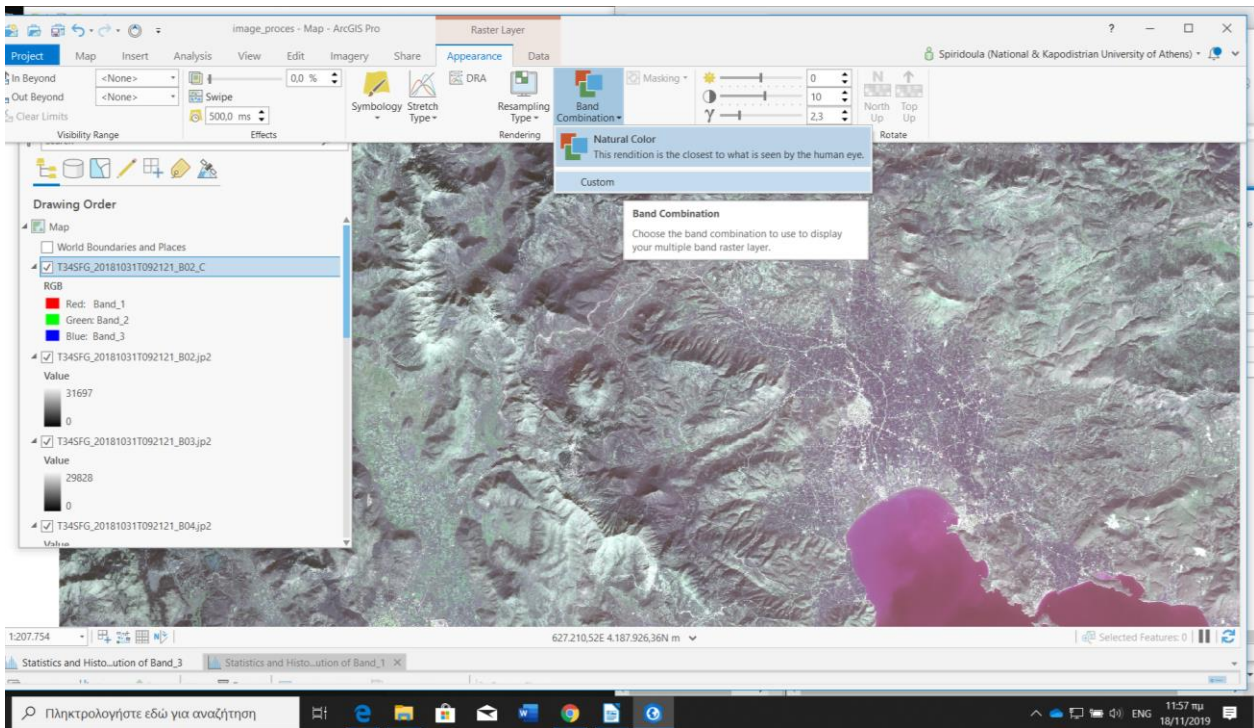 image_proces - Map - ArcGIS Pro
Raster Layer
?
Project Map Insert Analysis View Edit Imagery Share Appearance Data
Spiridoula (National & Kapodistrian University of Athens)
In Beyond <None>
Out Beyond <None>
Clear Limits
Visibility Range
0,0 %
Swipe
500,0 ms
Effects
Symbology
Stretch
Type
DRA
Resampling
Type
Rendering
Band
Combination
Masking
0
10
γ 2,3
North
Up
Top
Up
Rotate
Natural Color
This rendition is the closest to what is seen by the human eye.
Custom
Band Combination
Choose the band combination to use to display
your multiple band raster layer.
Drawing Order
Map
World Boundaries and Places
T34SFG_20181031T092121_B02_C
RGB
Red: Band_1
Green: Band_2
Blue: Band_3
T34SFG_20181031T092121_B02.jp2
Value
31697
0
T34SFG_20181031T092121_B03.jp2
Value
29828
0
T34SFG_20181031T092121_B04.jp2
Value
1:207.754
627.210,52E 4.187.926,36N m
Selected Features: 0
Statistics and Histo...ution of Band_3
Statistics and Histo...ution of Band_1
Πληκτρολογήστε εδώ για αναζήτηση
ENG
11:57 πμ
18/11/2019